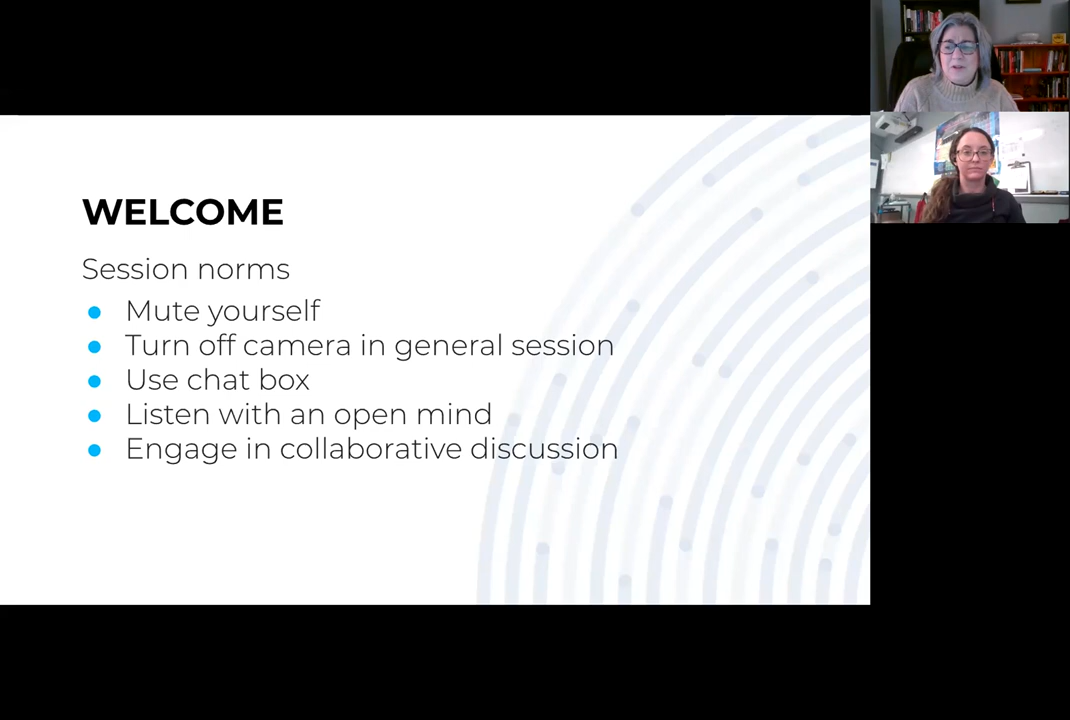 WELCOME
Session norms
● Mute yourself
● Turn off camera in general session
● Use chat box
● Listen with an open mind
● Engage in collaborative discussion